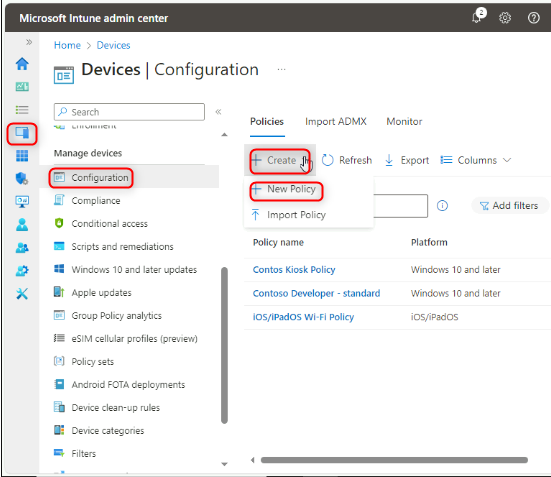 Microsoft Intune admin center
2
Home > Devices
Devices | Configuration ...
Search
Enrollment
Manage devices
Configuration
Compliance
Conditional access
Scripts and remediations
Windows 10 and later updates
Apple updates
Group Policy analytics
eSIM cellular profiles (preview)
Policy sets
Android FOTA deployments
Device clean-up rules
Device categories
Filters
Policies Import ADMX Monitor
Create Refresh Export Columns
New Policy
Import Policy
Add filters
Policy name Platform
Contos Kiosk Policy Windows 10 and later
Contoso Developer - standard Windows 10 and later
iOS/iPadOS Wi-Fi Policy iOS/iPadOS